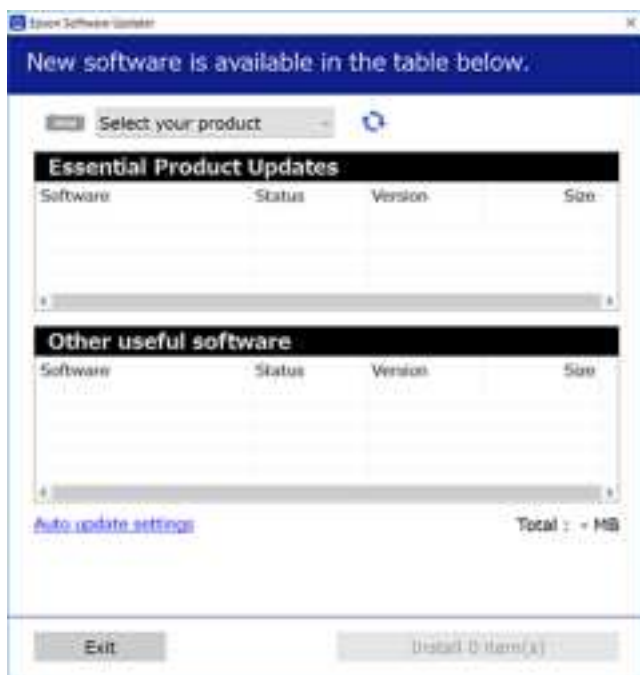 Epson Software Updater
New software is available in the table below.
Select your product
Essential Product Updates
Software Status Version Size
Other useful software
Software Status Version Size
Auto update settings
Total : - MB
Exit
Install 0 item(s)